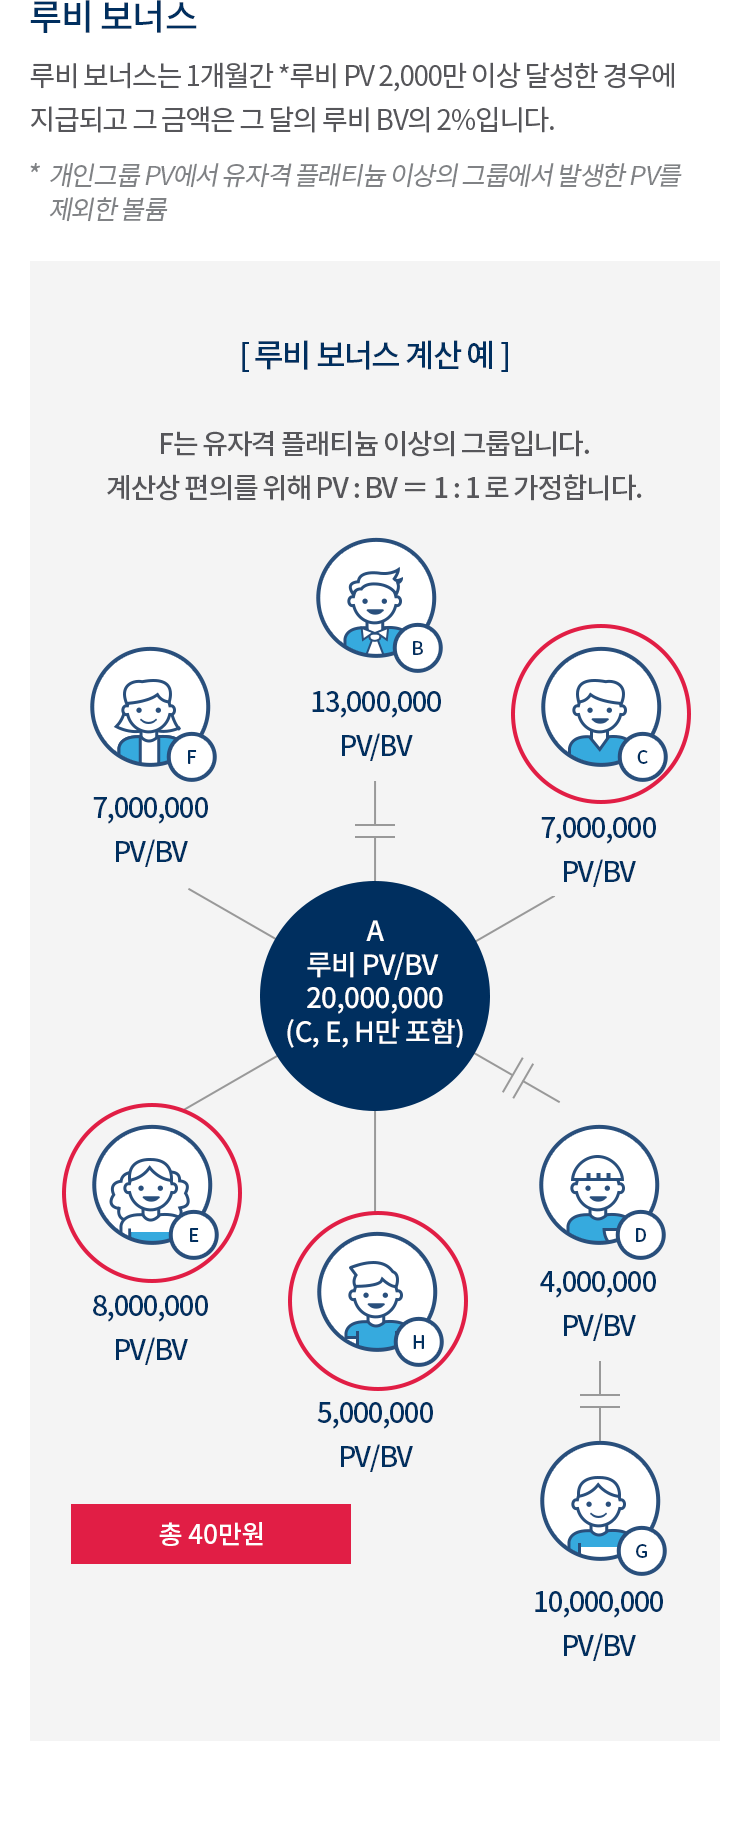 루비 보너스
루비 보너스는 1개월간 *루비 PV 2,000만 이상 달성한 경우에
지급되고 그 금액은 그 달의 루비 BV의 2%입니다.
* 개인그룹 PV에서 유자격 플래티늄 이상의 그룹에서 발생한 PV를
제외한 볼륨
[ 루비 보너스 계산 예 ]
F는 유자격 플래티늄 이상의 그룹입니다.
계산상 편의를 위해 PV : BV = 1 : 1 로 가정합니다.
B
13,000,000
PV/BV
F
7,000,000
PV/BV
C
7,000,000
PV/BV
A
루비 PV/BV
20,000,000
(C, E, H만 포함)
E
8,000,000
PV/BV
H
5,000,000
PV/BV
D
4,000,000
PV/BV
G
10,000,000
PV/BV
총 40만원